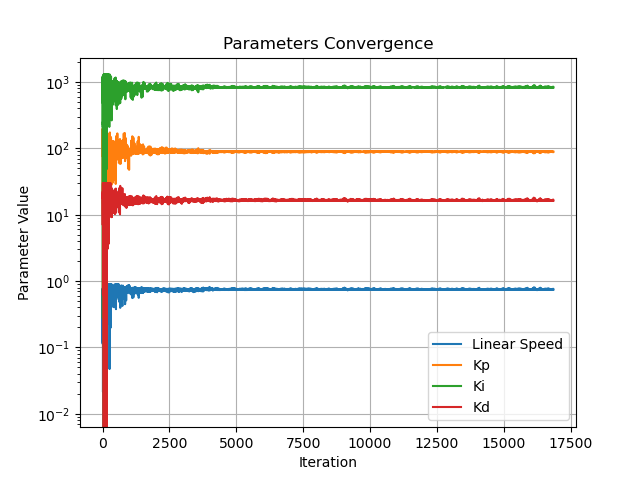 Parameters Convergence
Parameter Value
10³
10²
10¹
10⁰
10⁻¹
10⁻²
0 2500 5000 7500 10000 12500 15000 17500
Iteration
Linear Speed
Kp
Ki
Kd